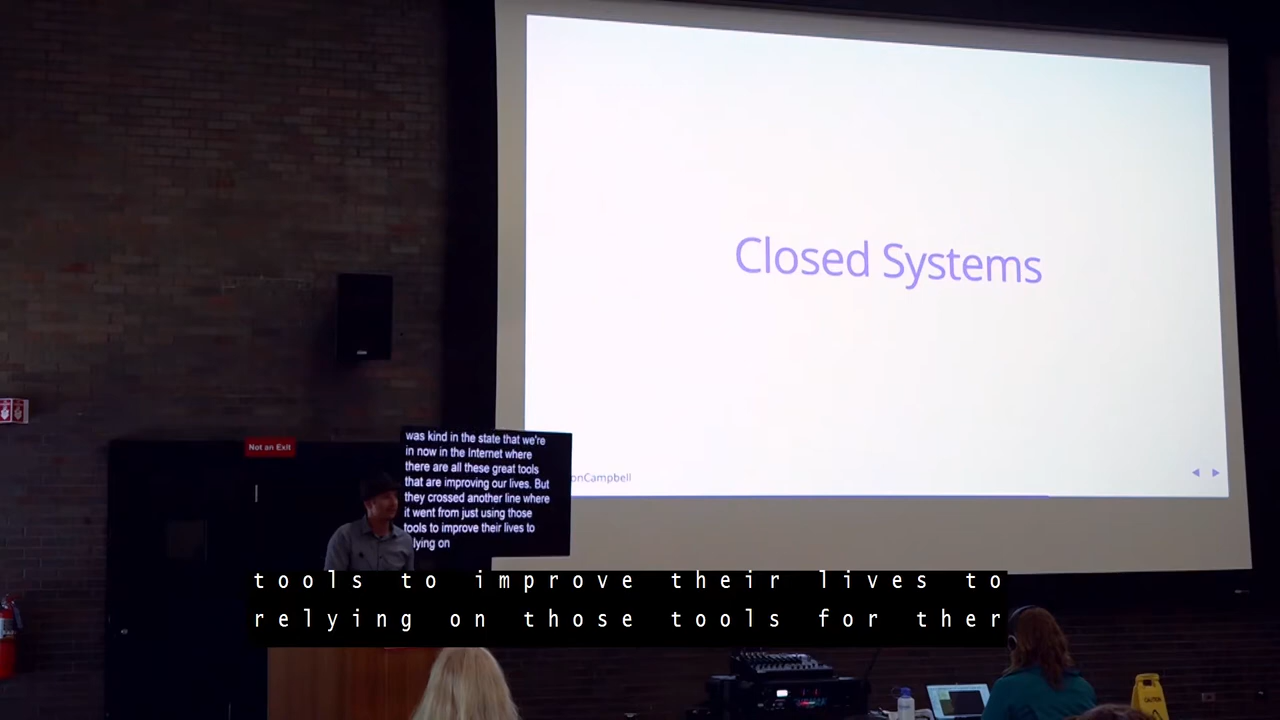 Closed Systems
onCampbell
Not an Exit
was kind in the state that we're
in now in the Internet where
there are all these great tools
that are improving our lives. But
they crossed another line where
it went from just using those
tools to improve their lives to
lying on
tools to improve their lives to
relying on those tools for ther
CAUTION